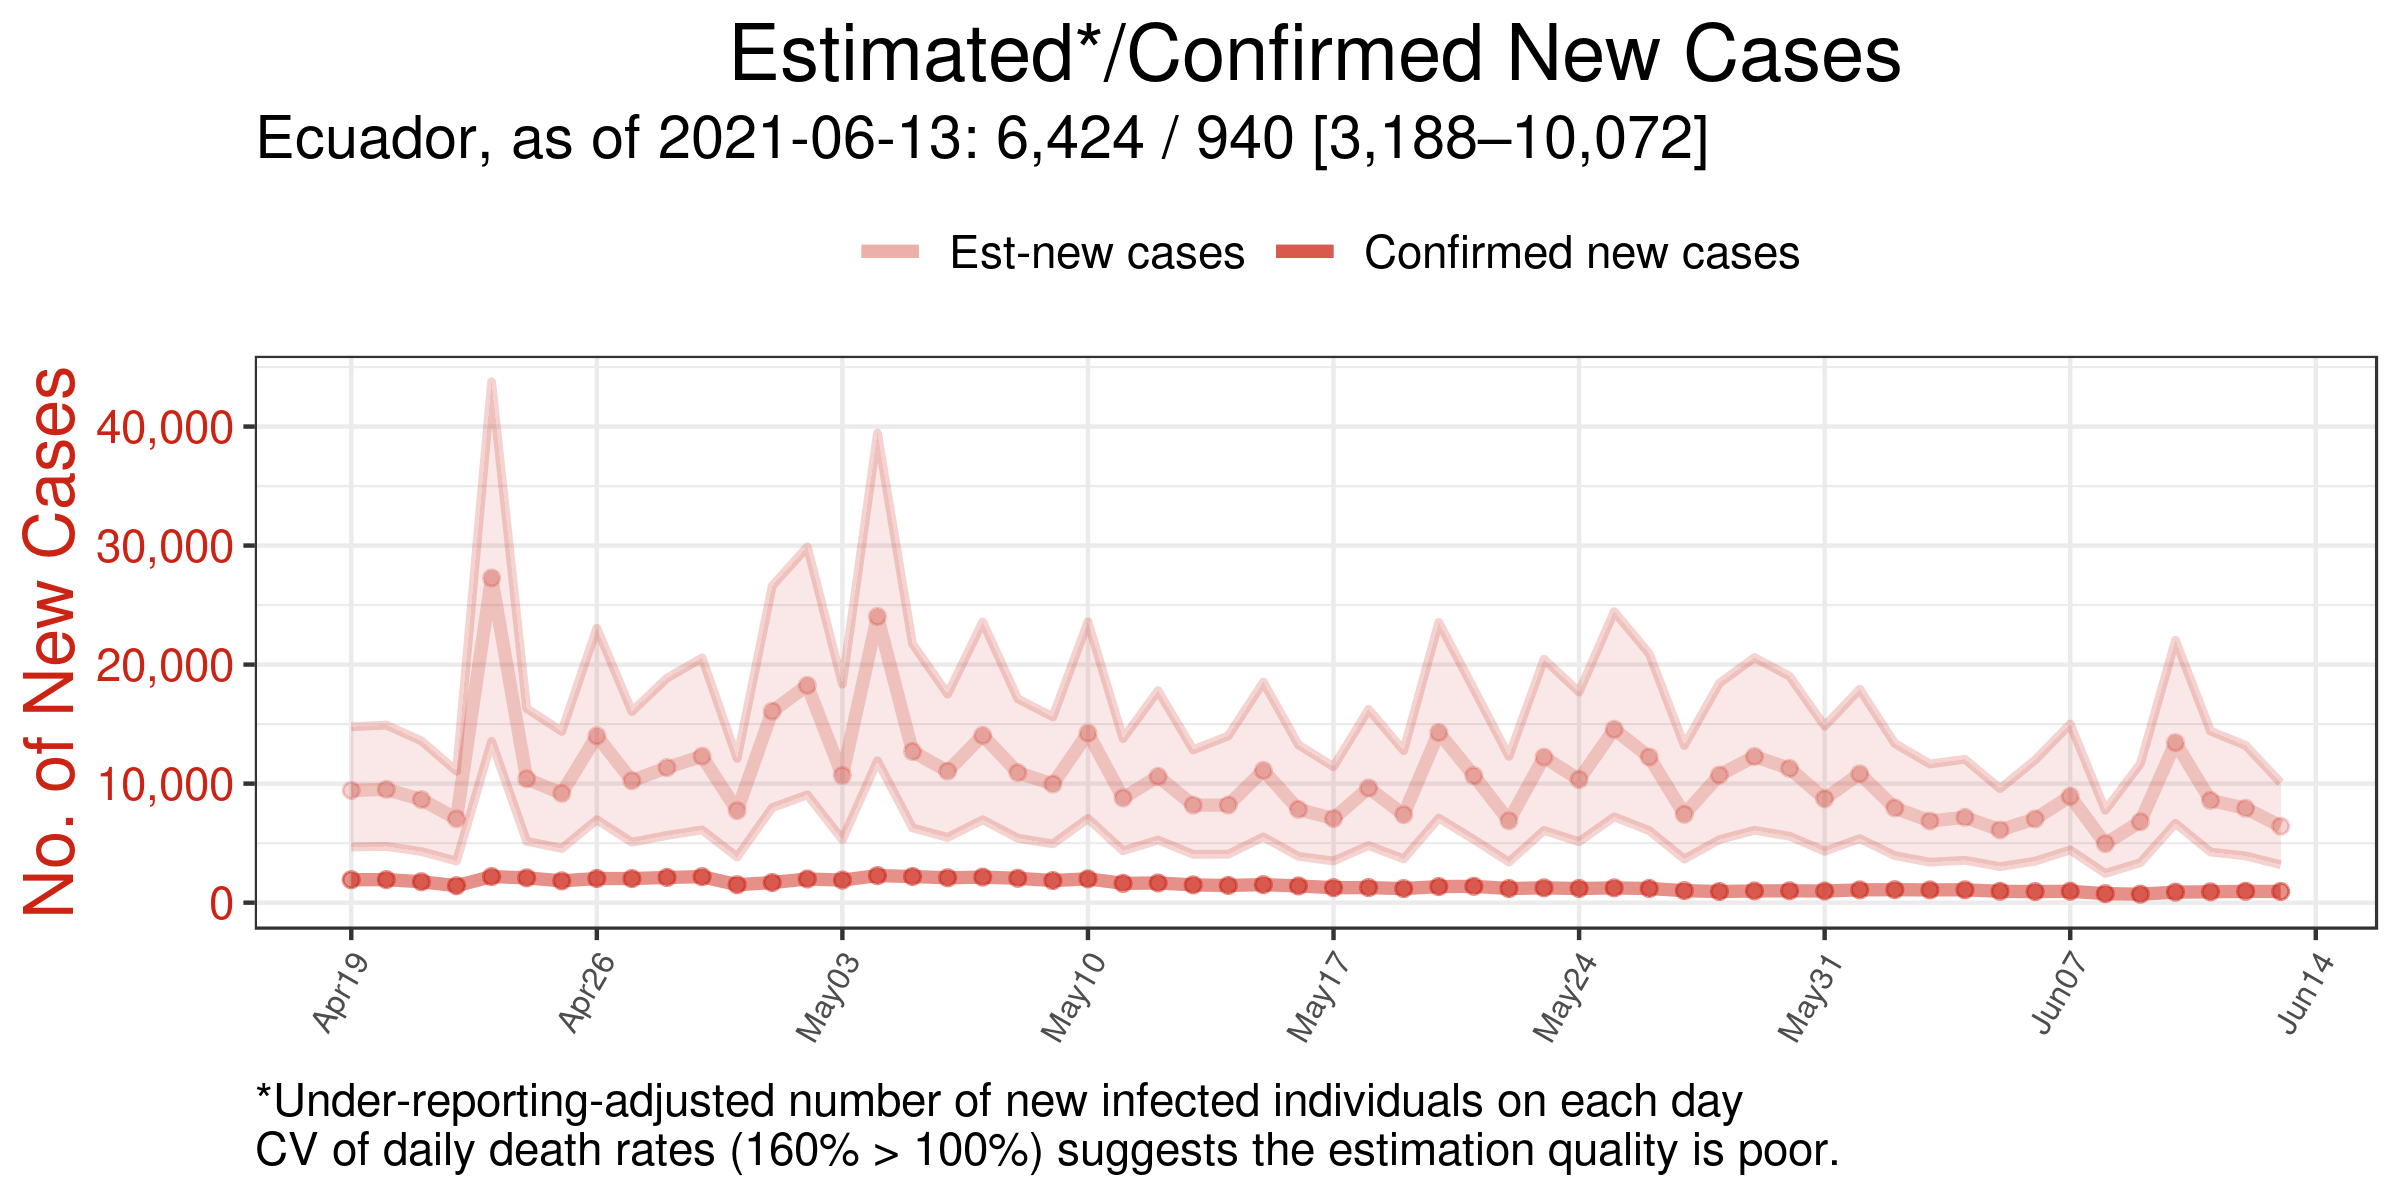 Estimated*/Confirmed New Cases
Ecuador, as of 2021-06-13: 6,424 / 940 [3,188–10,072]
Est-new cases Confirmed new cases
No. of New Cases
40,000
30,000
20,000
10,000
0
Apr19 Apr26 May03 May10 May17 May24 May31 Jun07 Jun14
*Under-reporting-adjusted number of new infected individuals on each day
CV of daily death rates (160% > 100%) suggests the estimation quality is poor.